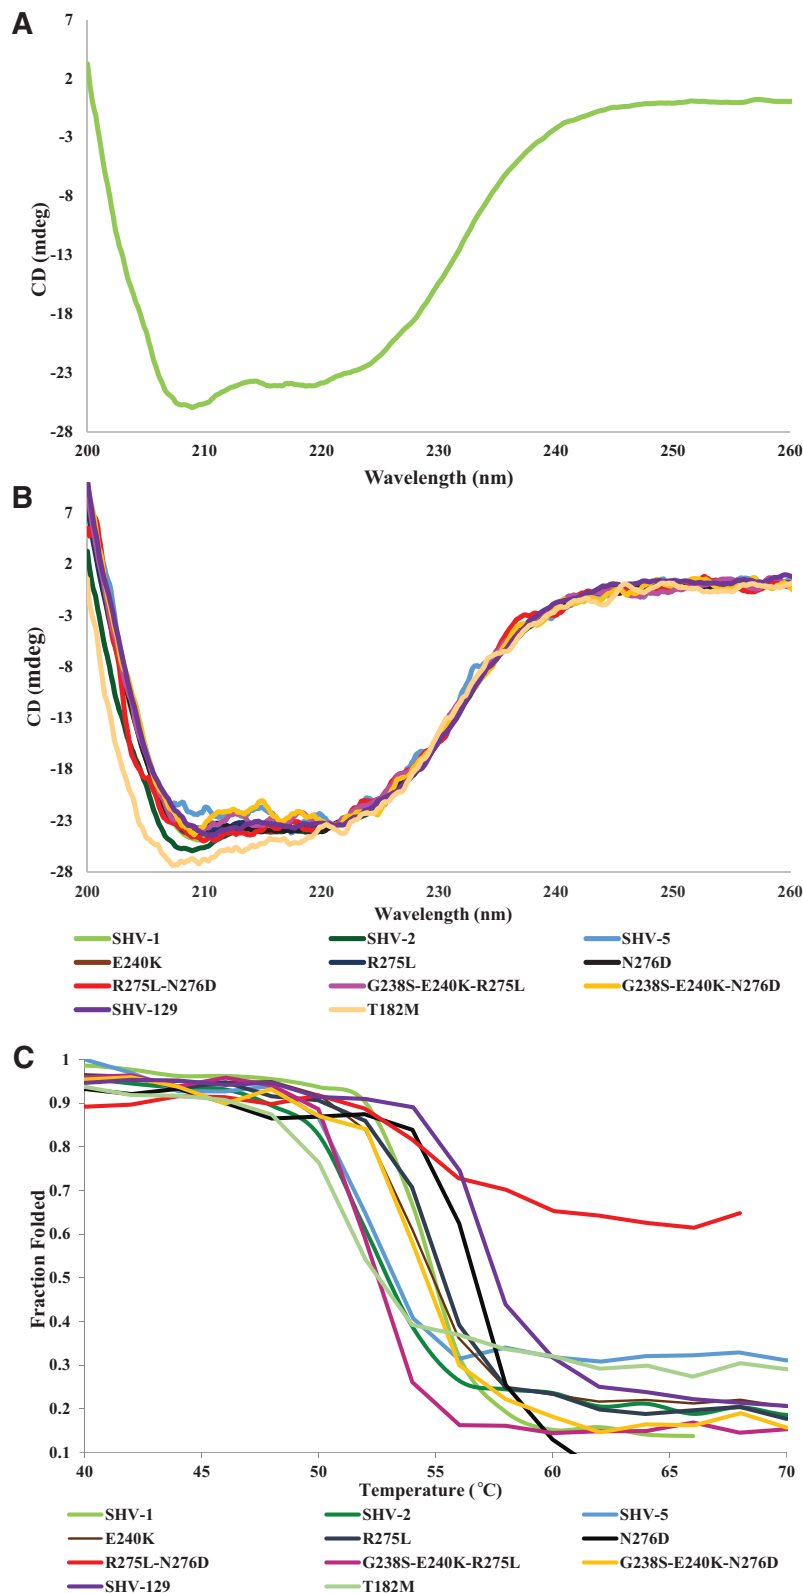 A
7
2
-3
-8
-13
-18
-23
-28
CD (mdeg)
200 210 220 230 240 250 260
Wavelength (nm)
B
7
2
-3
-8
-13
-18
-23
-28
CD (mdeg)
200 210 220 230 240 250 260
Wavelength (nm)
SHV-1 SHV-2 SHV-5
E240K R275L N276D
R275L-N276D G238S-E240K-R275L G238S-E240K-N276D
SHV-129 T182M
C
1
0.9
0.8
0.7
0.6
0.5
0.4
0.3
0.2
0.1
Fraction Folded
40 45 50 55 60 65 70
Temperature (°C)
SHV-1 SHV-2 SHV-5
E240K R275L N276D
R275L-N276D G238S-E240K-R275L G238S-E240K-N276D
SHV-129 T182M